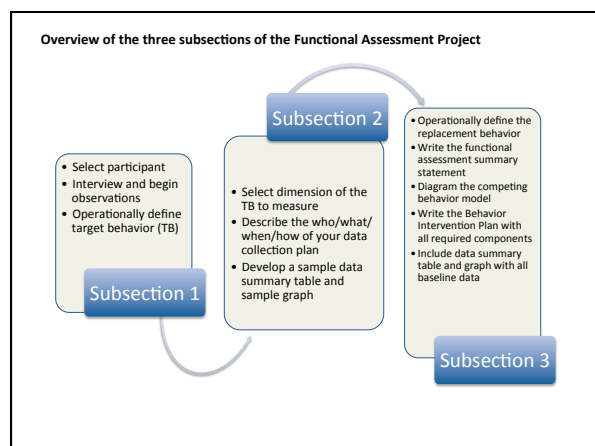 Overview of the three subsections of the Functional Assessment Project
• Select participant
• Interview and begin
observations
• Operationally define
target behavior (TB)
Subsection 1
Subsection 2
• Select dimension of the
TB to measure
• Describe the who/what/
when/how of your data
collection plan
• Develop a sample data
summary table and
sample graph
• Operationally define the
replacement behavior
• Write the functional
assessment summary
statement
• Diagram the competing
behavior model
• Write the Behavior
Intervention Plan with
all required components
• Include data summary
table and graph with all
baseline data
Subsection 3